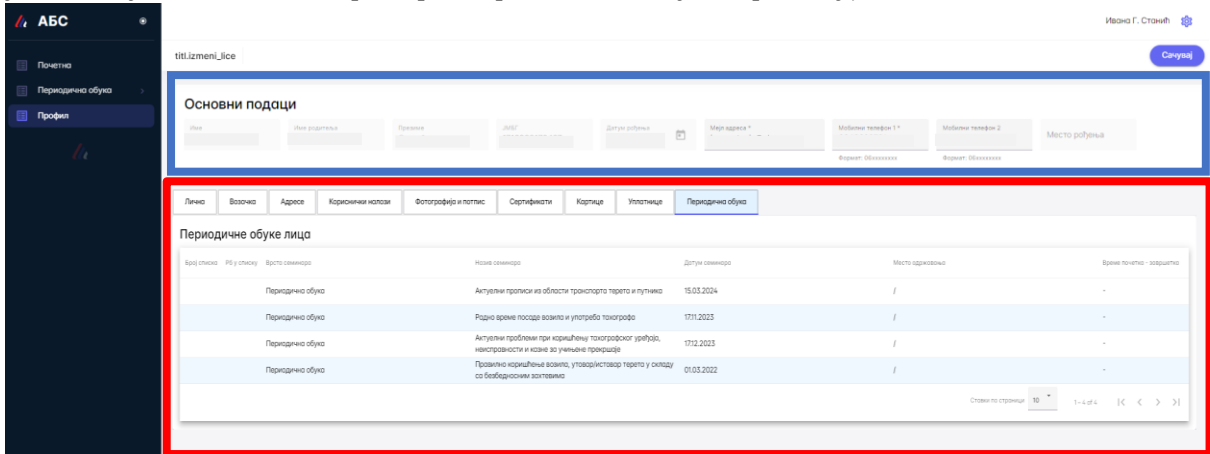 АБС
Ивана Г. Станић
titl.izmeni_lice
Сачувај
Почетна
Периодична обука
Профил
Основни подаци
Име
Име родитеља
Презиме
ЈМБГ
Датум рођења
Мејл адреса *
Мобилни телефон 1 *
Мобилни телефон 2
Место рођења
Формат: 06xxxxxxxx
Формат: 06xxxxxxxx
Лична Возачка Адресе Кориснички налози Фотографија и потпис Сертификати Картице Уплатнице Периодична обука
Периодичне обуке лица
Број списка Рб у списку Врста семинара Назив семинара Датум семинара Место одржавања Време почетка - завршетка
Периодична обука Актуелни прописи из области транспорта терета и путника 15.03.2024 / -
Периодична обука Радно време посаде возила и употреба тахографа 17.11.2023 / -
Периодична обука Актуелни проблеми при коришћењу тахографског уређаја, 17.12.2023 / -
неисправности и казне за учињене прекршаје
Периодична обука Правилно коришћење возила, утовар/истовар терета у складу 01.03.2022 / -
са безбедносним захтевима
Ставки по страници 10 1 – 4 of 4